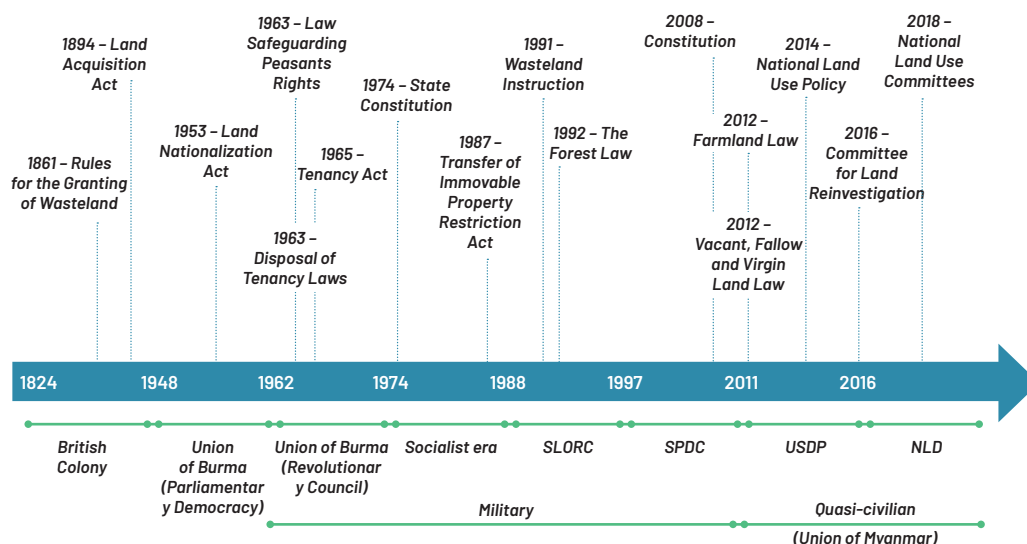 1861 – Rules
for the Granting
of Wasteland
1894 – Land
Acquisition
Act
1953 – Land
Nationalization
Act
1963 – Law
Safeguarding
Peasants
Rights
1963 –
Disposal of
Tenancy Laws
1965 –
Tenancy Act
1974 – State
Constitution
1987 –
Transfer of
Immovable
Property
Restriction
Act
1991 –
Wasteland
Instruction
1992 – The
Forest Law
2008 –
Constitution
2012 –
Farmland Law
2012 –
Vacant, Fallow
and Virgin
Land Law
2014 –
National Land
Use Policy
2016 –
Committee
for Land
Reinvestigation
2018 –
National
Land Use
Committees
1824 1948 1962 1974 1988 1997 2011 2016
British
Colony
Union
of Burma
(Parliamentar
y Democracy)
Union of Burma
(Revolutionar
y Council)
Socialist era
SLORC
SPDC
USDP
NLD
Military
Quasi-civilian
(Union of Myanmar)